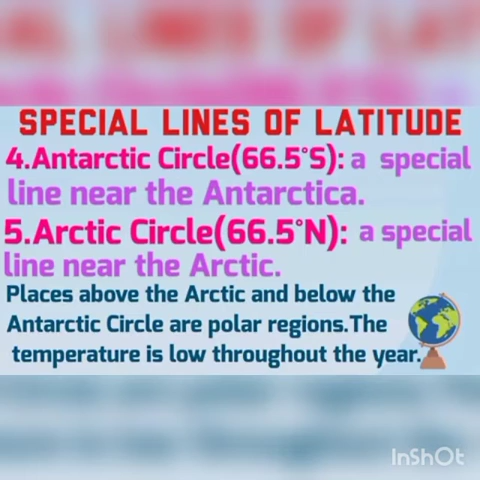 SPECIAL LINES OF LATITUDE
4.Antarctic Circle(66.5°S): a special
line near the Antarctica.
5.Arctic Circle(66.5°N): a special
line near the Arctic.
Places above the Arctic and below the
Antarctic Circle are polar regions.The
temperature is low throughout the year.
InShOt